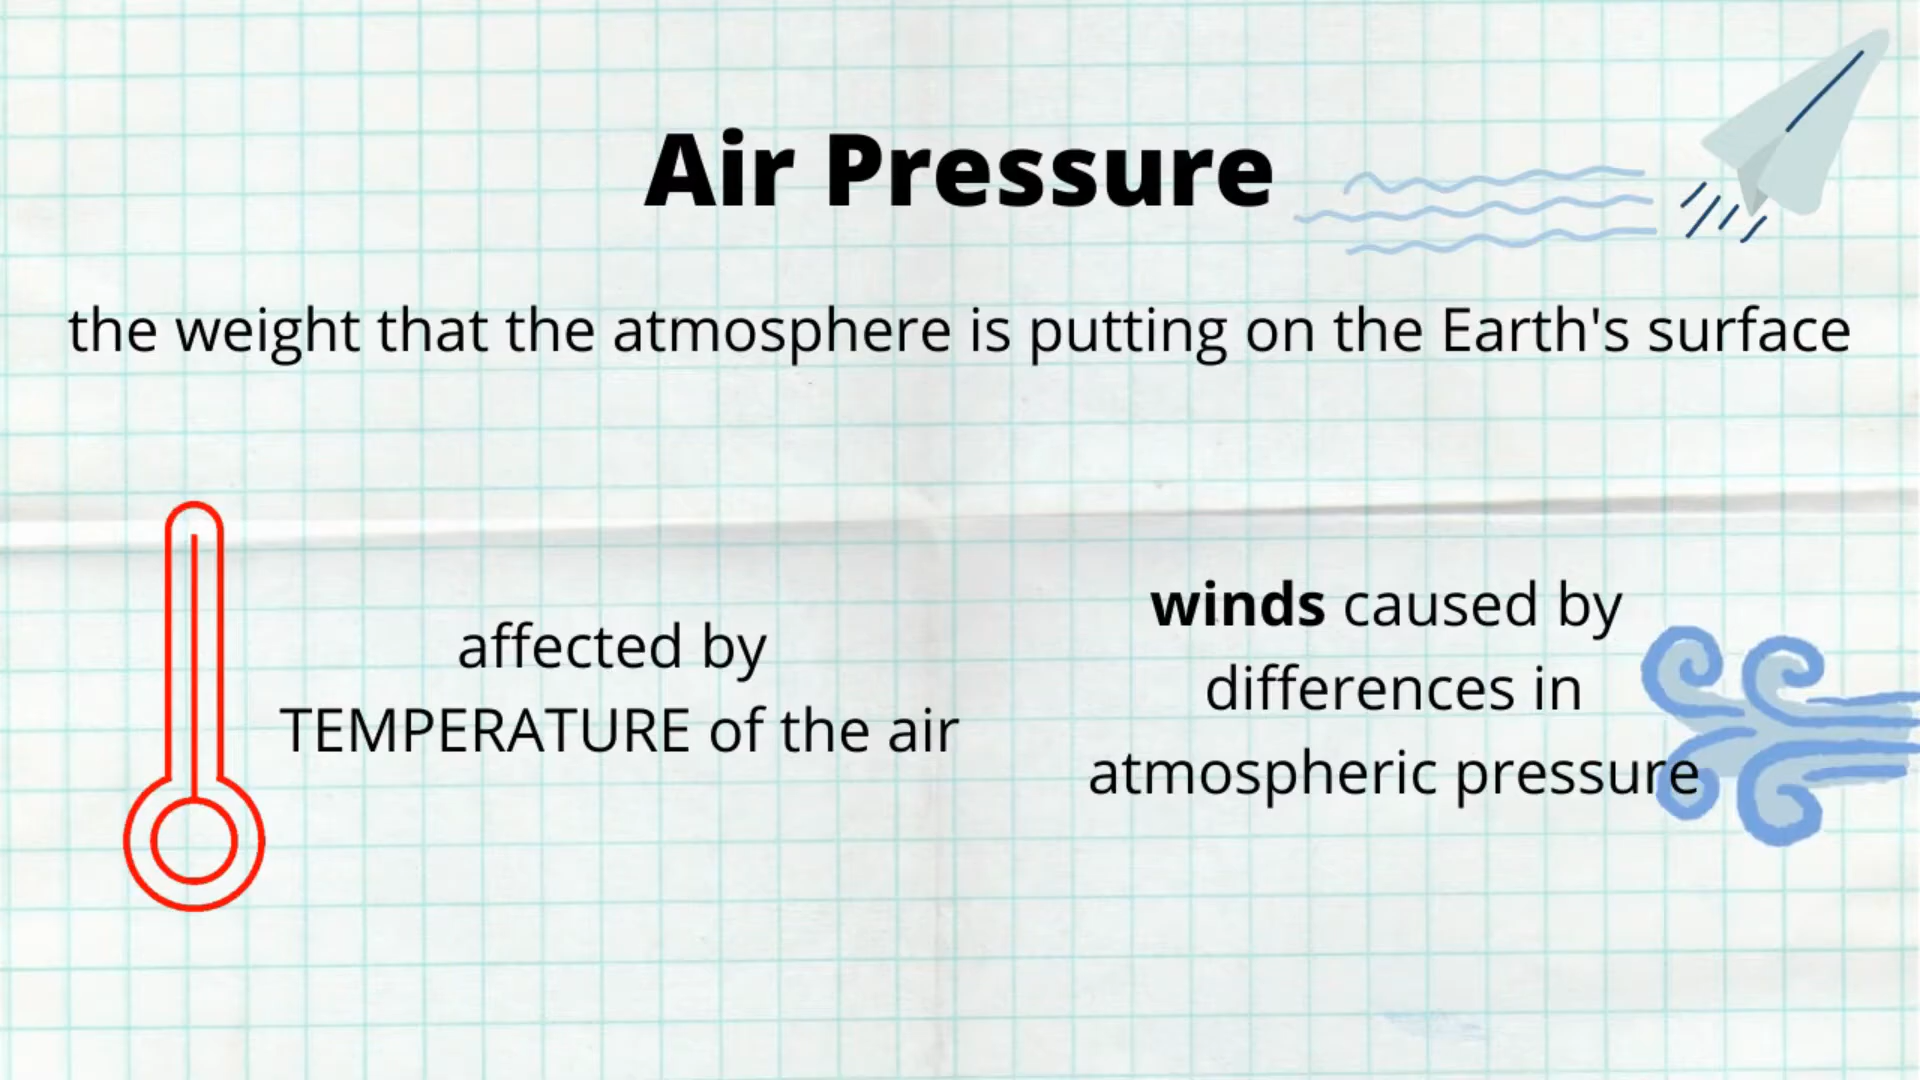 Air Pressure
the weight that the atmosphere is putting on the Earth's surface
affected by
TEMPERATURE of the air
winds caused by
differences in
atmospheric pressure